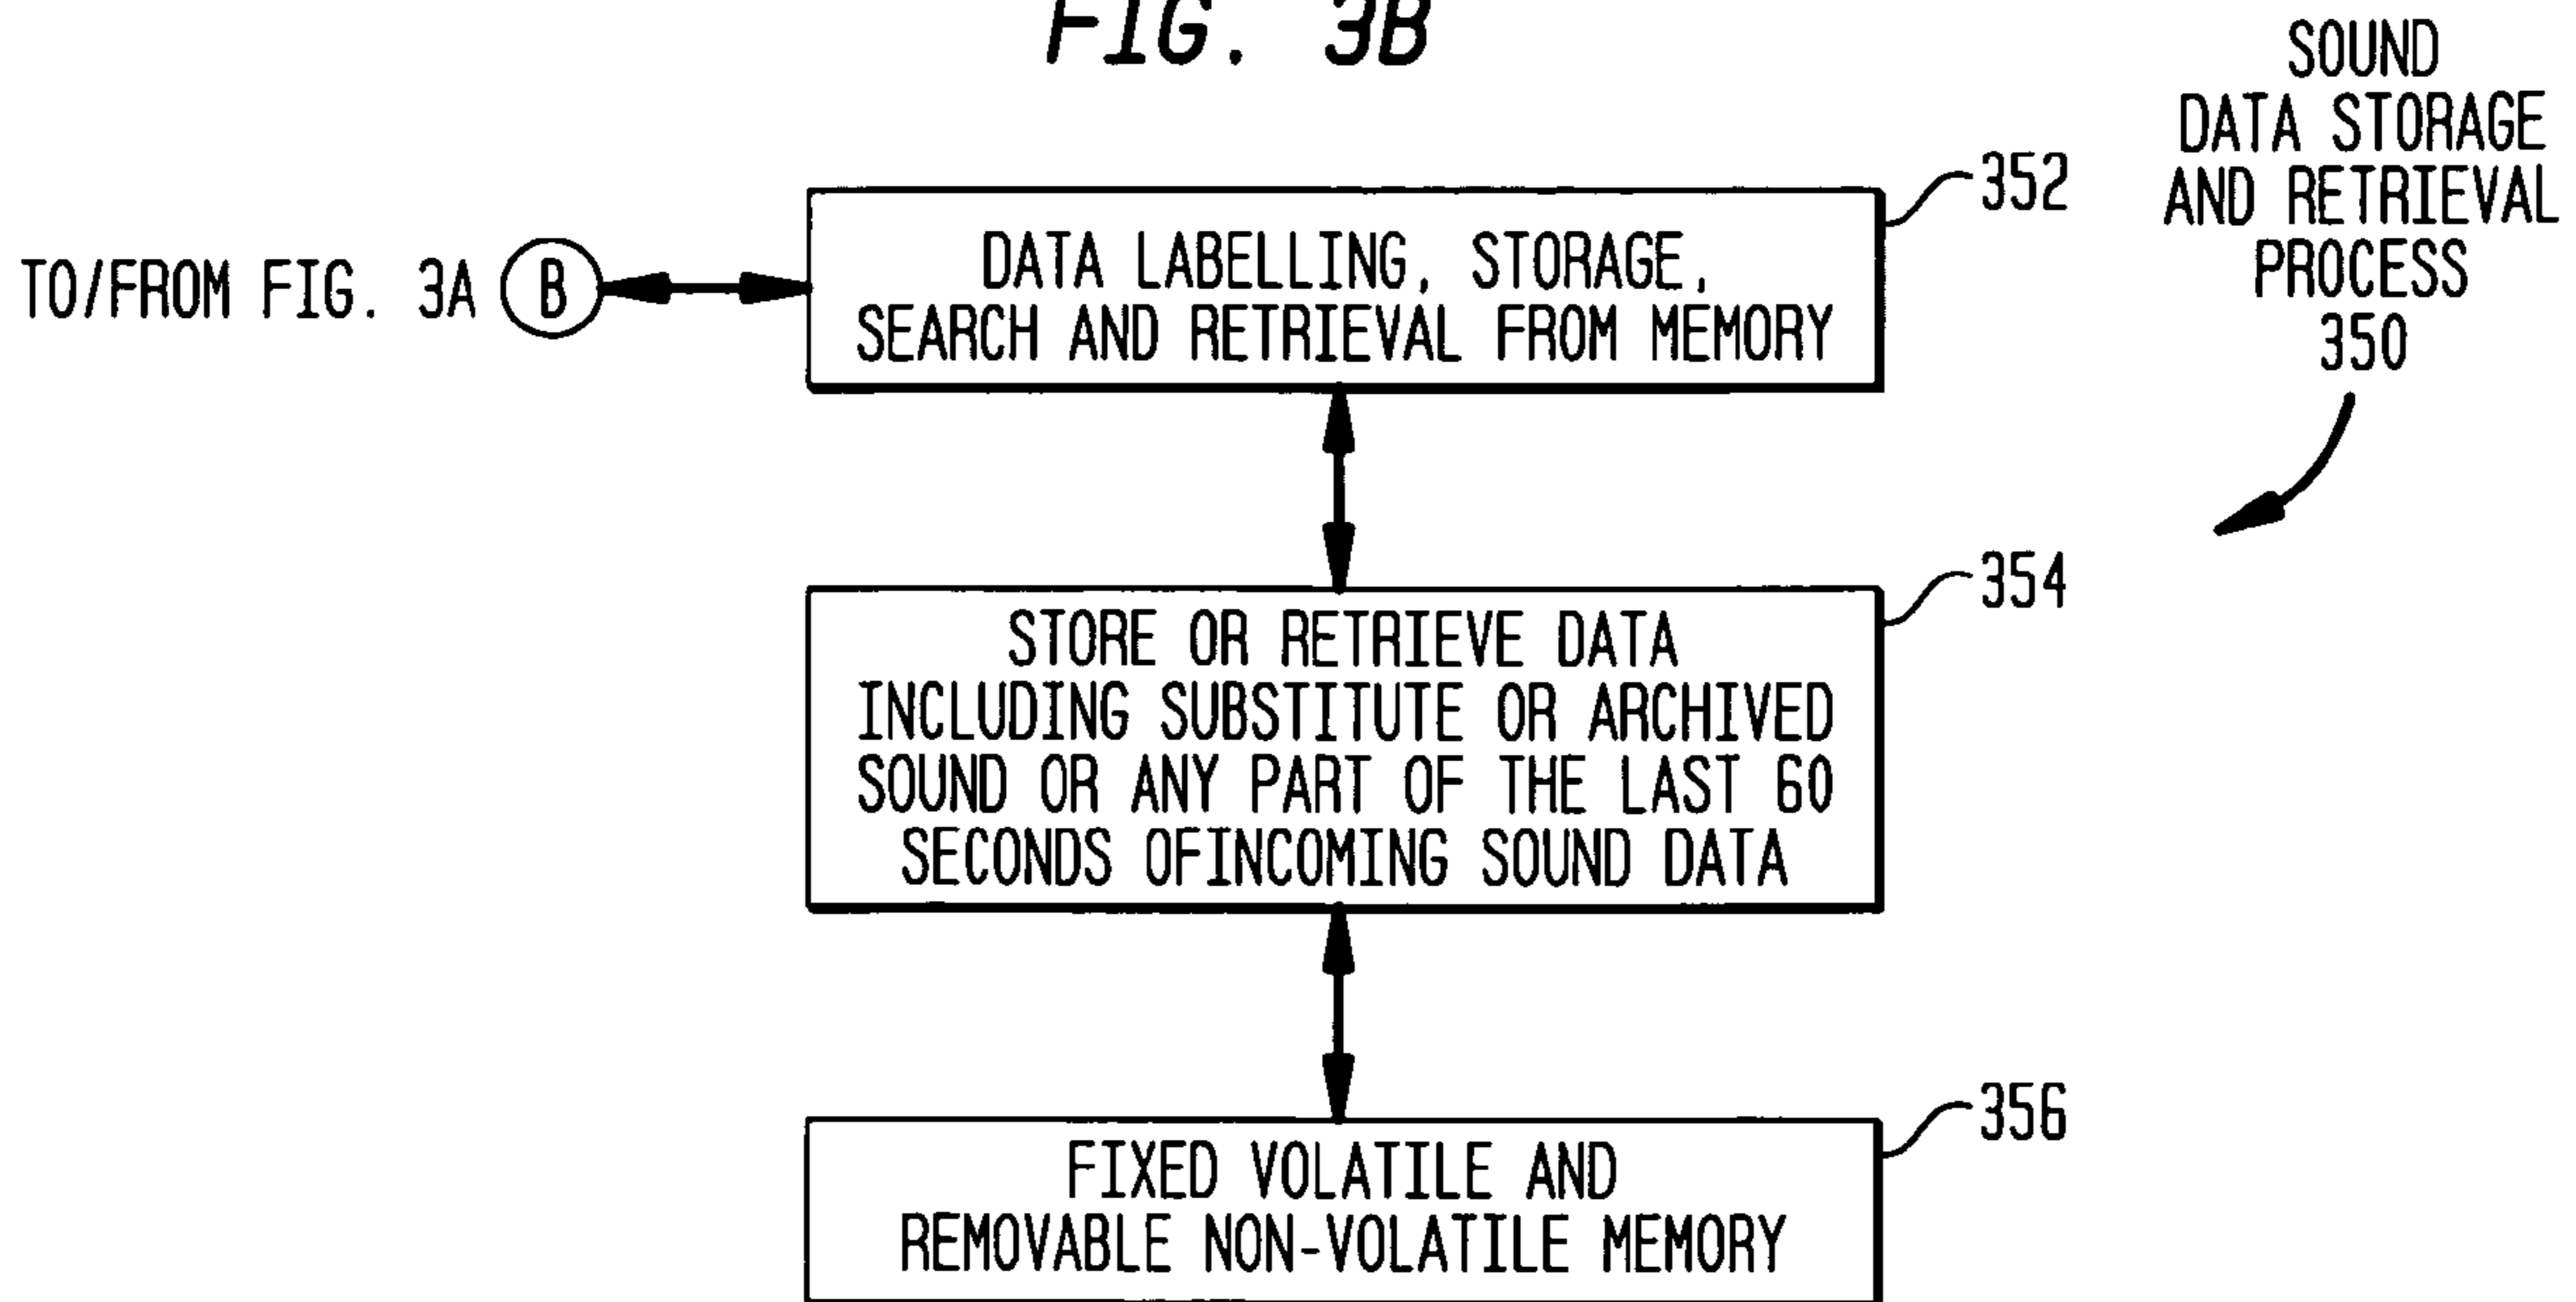 FIG. 3B
SOUND
DATA STORAGE
AND RETRIEVAL
PROCESS
350
TO/FROM FIG. 3A
B
352
DATA LABELLING, STORAGE,
SEARCH AND RETRIEVAL FROM MEMORY
354
STORE OR RETRIEVE DATA
INCLUDING SUBSTITUTE OR ARCHIVED
SOUND OR ANY PART OF THE LAST 60
SECONDS OFINCOMING SOUND DATA
356
FIXED VOLATILE AND
REMOVABLE NON-VOLATILE MEMORY